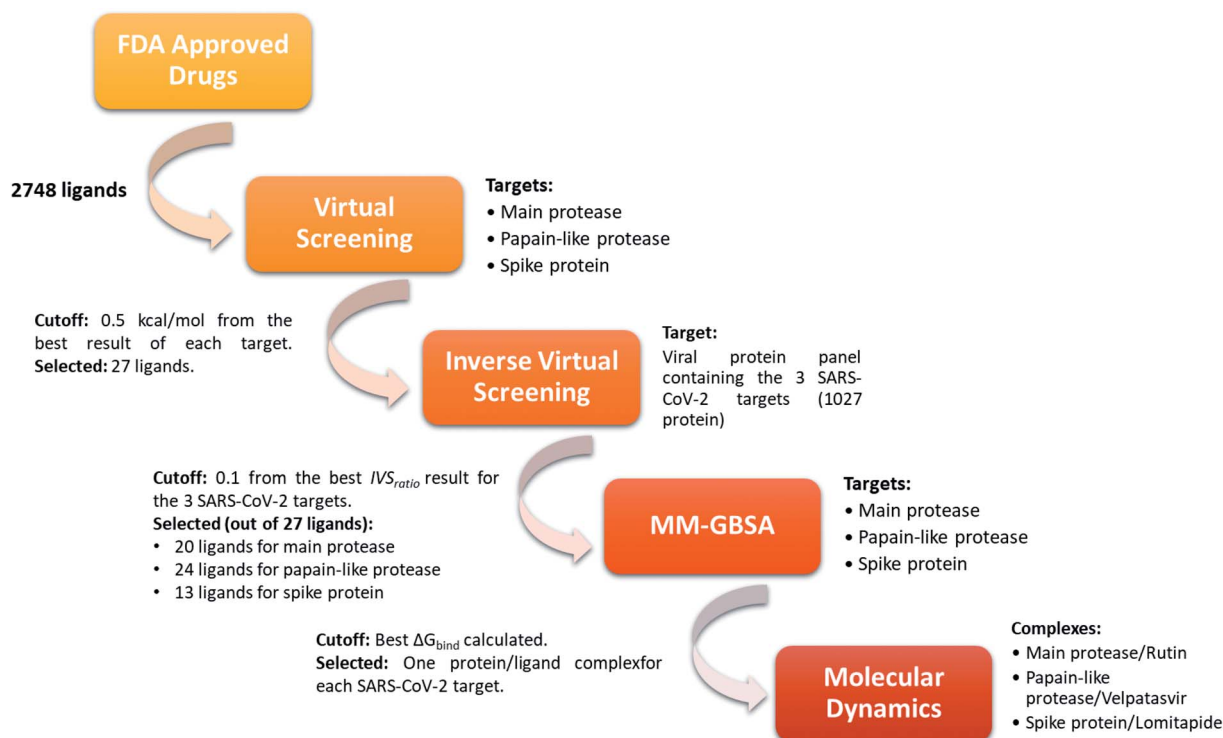 FDA Approved
Drugs
2748 ligands
Virtual
Screening
Targets:
• Main protease
• Papain-like protease
• Spike protein
Cutoff: 0.5 kcal/mol from the
best result of each target.
Selected: 27 ligands.
Inverse Virtual
Screening
Target:
Viral protein panel
containing the 3 SARS-
CoV-2 targets (1027
protein)
Cutoff: 0.1 from the best IVSratio result for
the 3 SARS-CoV-2 targets.
Selected (out of 27 ligands):
• 20 ligands for main protease
• 24 ligands for papain-like protease
• 13 ligands for spike protein
MM-GBSA
Targets:
• Main protease
• Papain-like protease
• Spike protein
Cutoff: Best ΔGbind calculated.
Selected: One protein/ligand complexfor
each SARS-CoV-2 target.
Molecular
Dynamics
Complexes:
• Main protease/Rutin
• Papain-like
protease/Velpatasvir
• Spike protein/Lomitapide